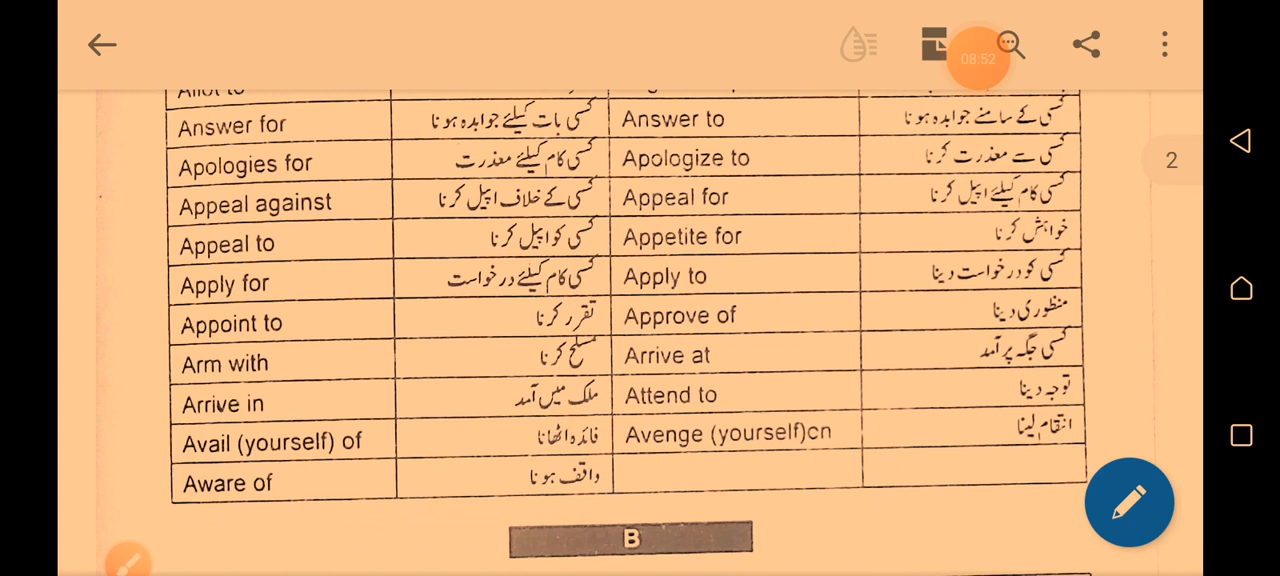 08:52
2
Answer for کسی بات کیلئے جوابدہ ہونا Answer to کسی کے سامنے جوابدہ ہونا
Apologies for کسی کام کیلئے معذرت Apologize to کسی سے معذرت کرنا
Appeal against کسی کے خلاف اپیل کرنا Appeal for کسی کام کیلئے اپیل کرنا
Appeal to کسی کو اپیل کرنا Appetite for خواہش کرنا
Apply for کسی کام کیلئے درخواست Apply to کسی کو درخواست دینا
Appoint to تقرر کرنا Approve of منظوری دینا
Arm with مسلح کرنا Arrive at کسی جگہ پر آمد
Arrive in ملک میں آمد Attend to توجہ دینا
Avail (yourself) of فائدہ اٹھانا Avenge (yourself)cn انتقام لینا
Aware of واقف ہونا
B